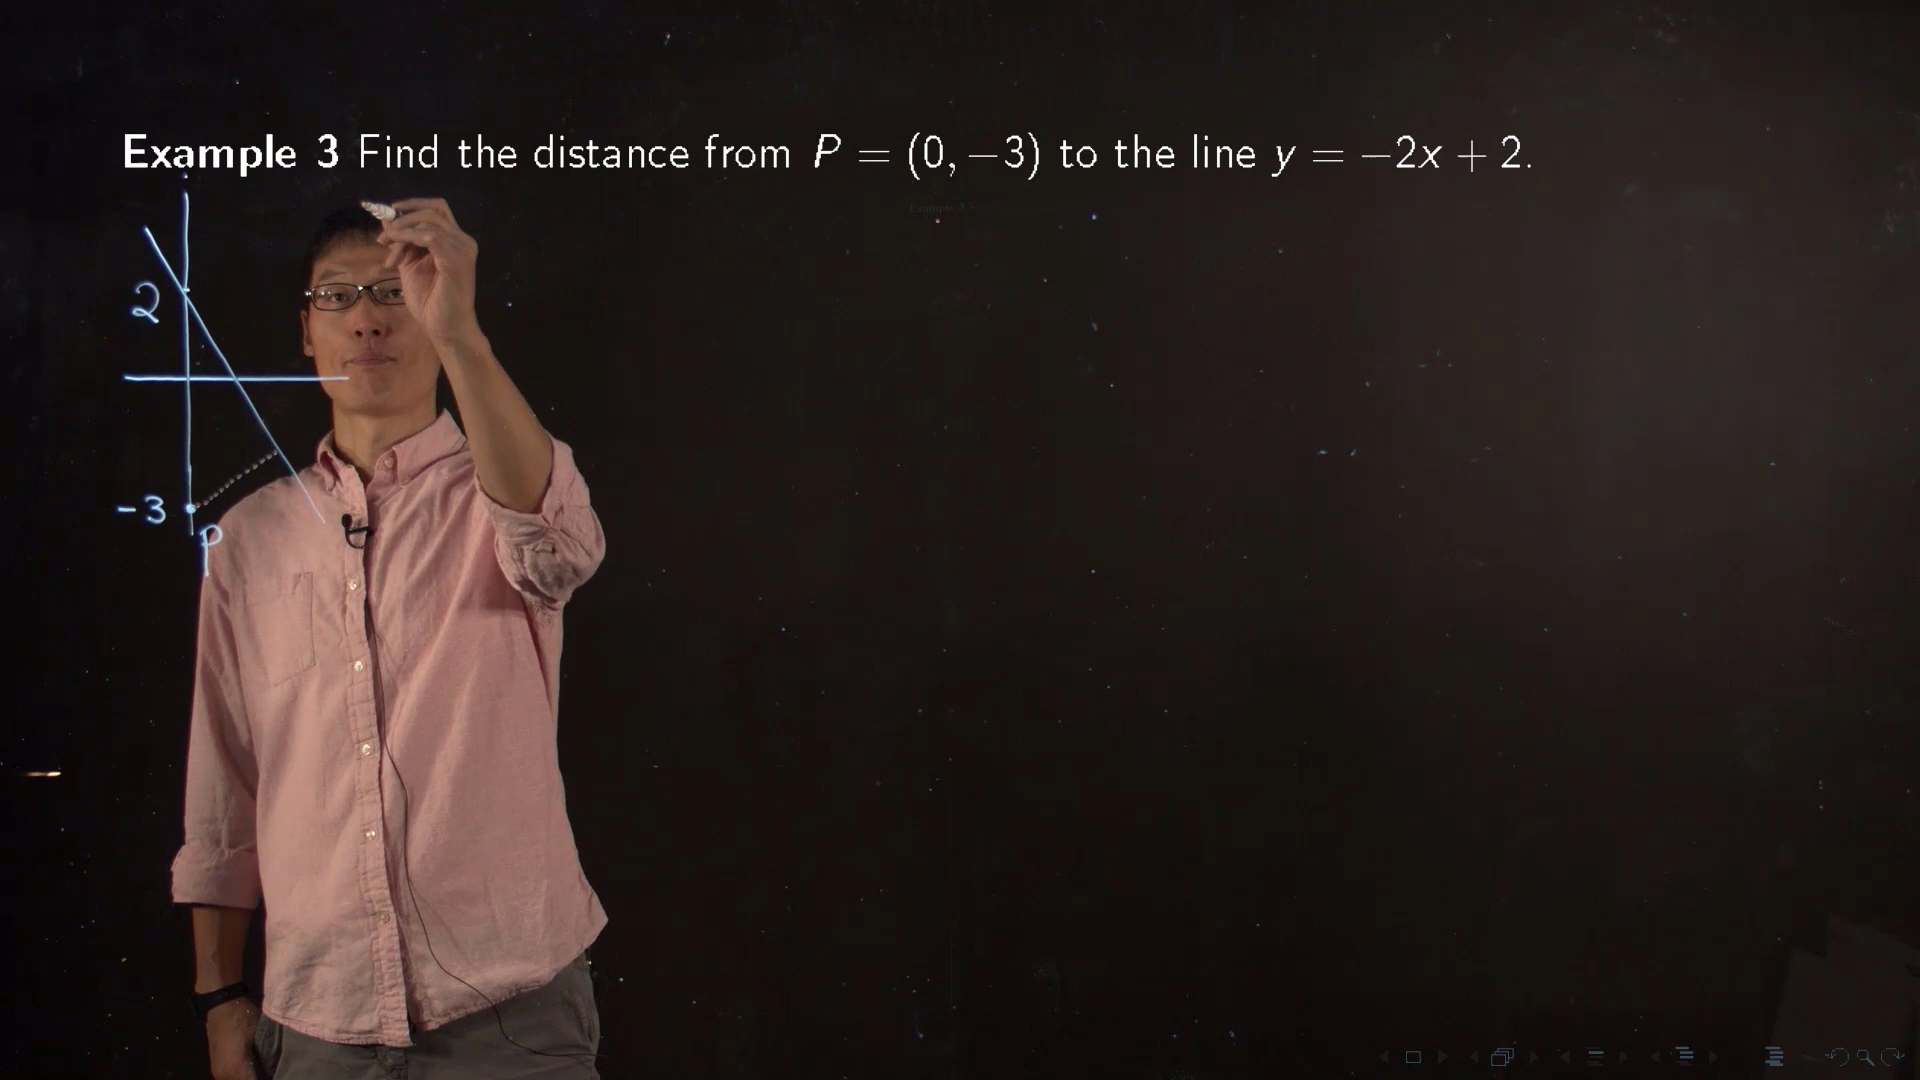 Example 3 Find the distance from P = (0, −3) to the line y = −2x + 2.
2
-3
P